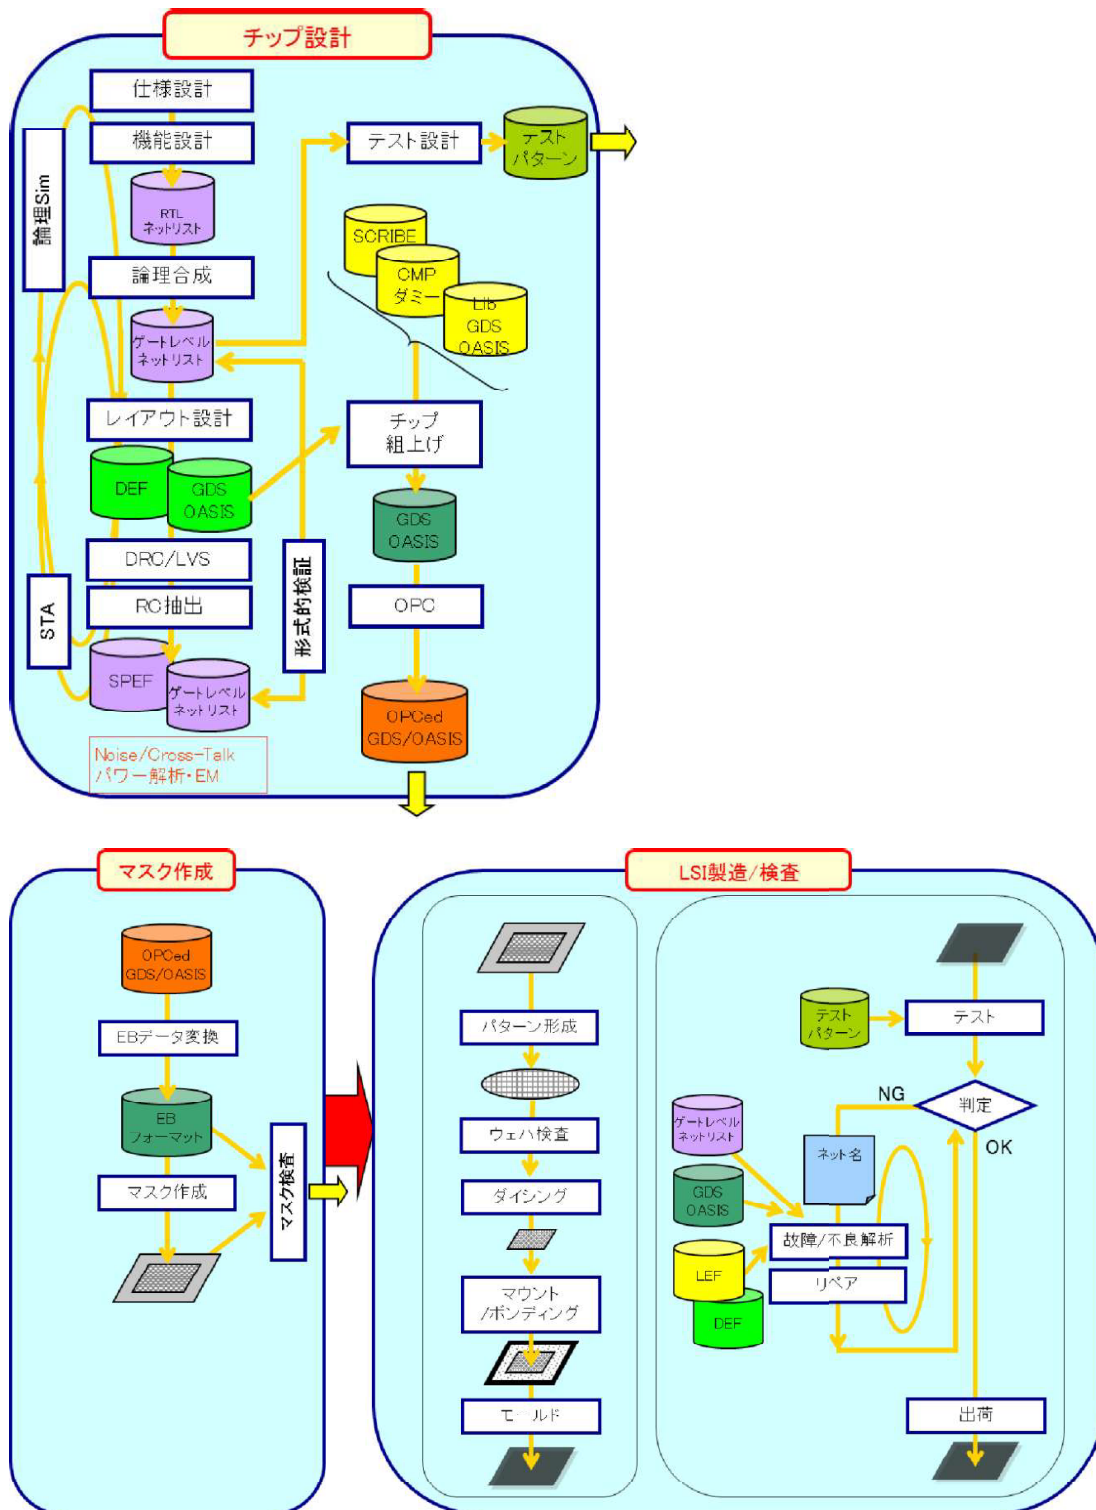 チップ設計
仕様設計
機能設計
RTL
ネットリスト
論理合成
ゲートレベル
ネットリスト
レイアウト設計
DEF
GDS
OASIS
DRC/LVS
RC抽出
SPEF
ゲートレベル
ネットリスト
Noise/Cross-Talk
パワー解析・EM
論理Sim
STA
形式的検証
テスト設計
テスト
パターン
SCRIBE
CMP
ダミー
Lib
GDS
OASIS
チップ
組上げ
GDS
OASIS
OPC
OPCed
GDS/OASIS
マスク作成
OPCed
GDS/OASIS
EBデータ変換
EB
フォーマット
マスク作成
マスク検査
LSI製造/検査
パターン形成
ウェハ検査
ダイシング
マウント
/ボンディング
モールド
テスト
パターン
テスト
判定
NG
OK
ゲートレベル
ネットリスト
ネット名
GDS
OASIS
故障/不良解析
LEF
リペア
DEF
出荷